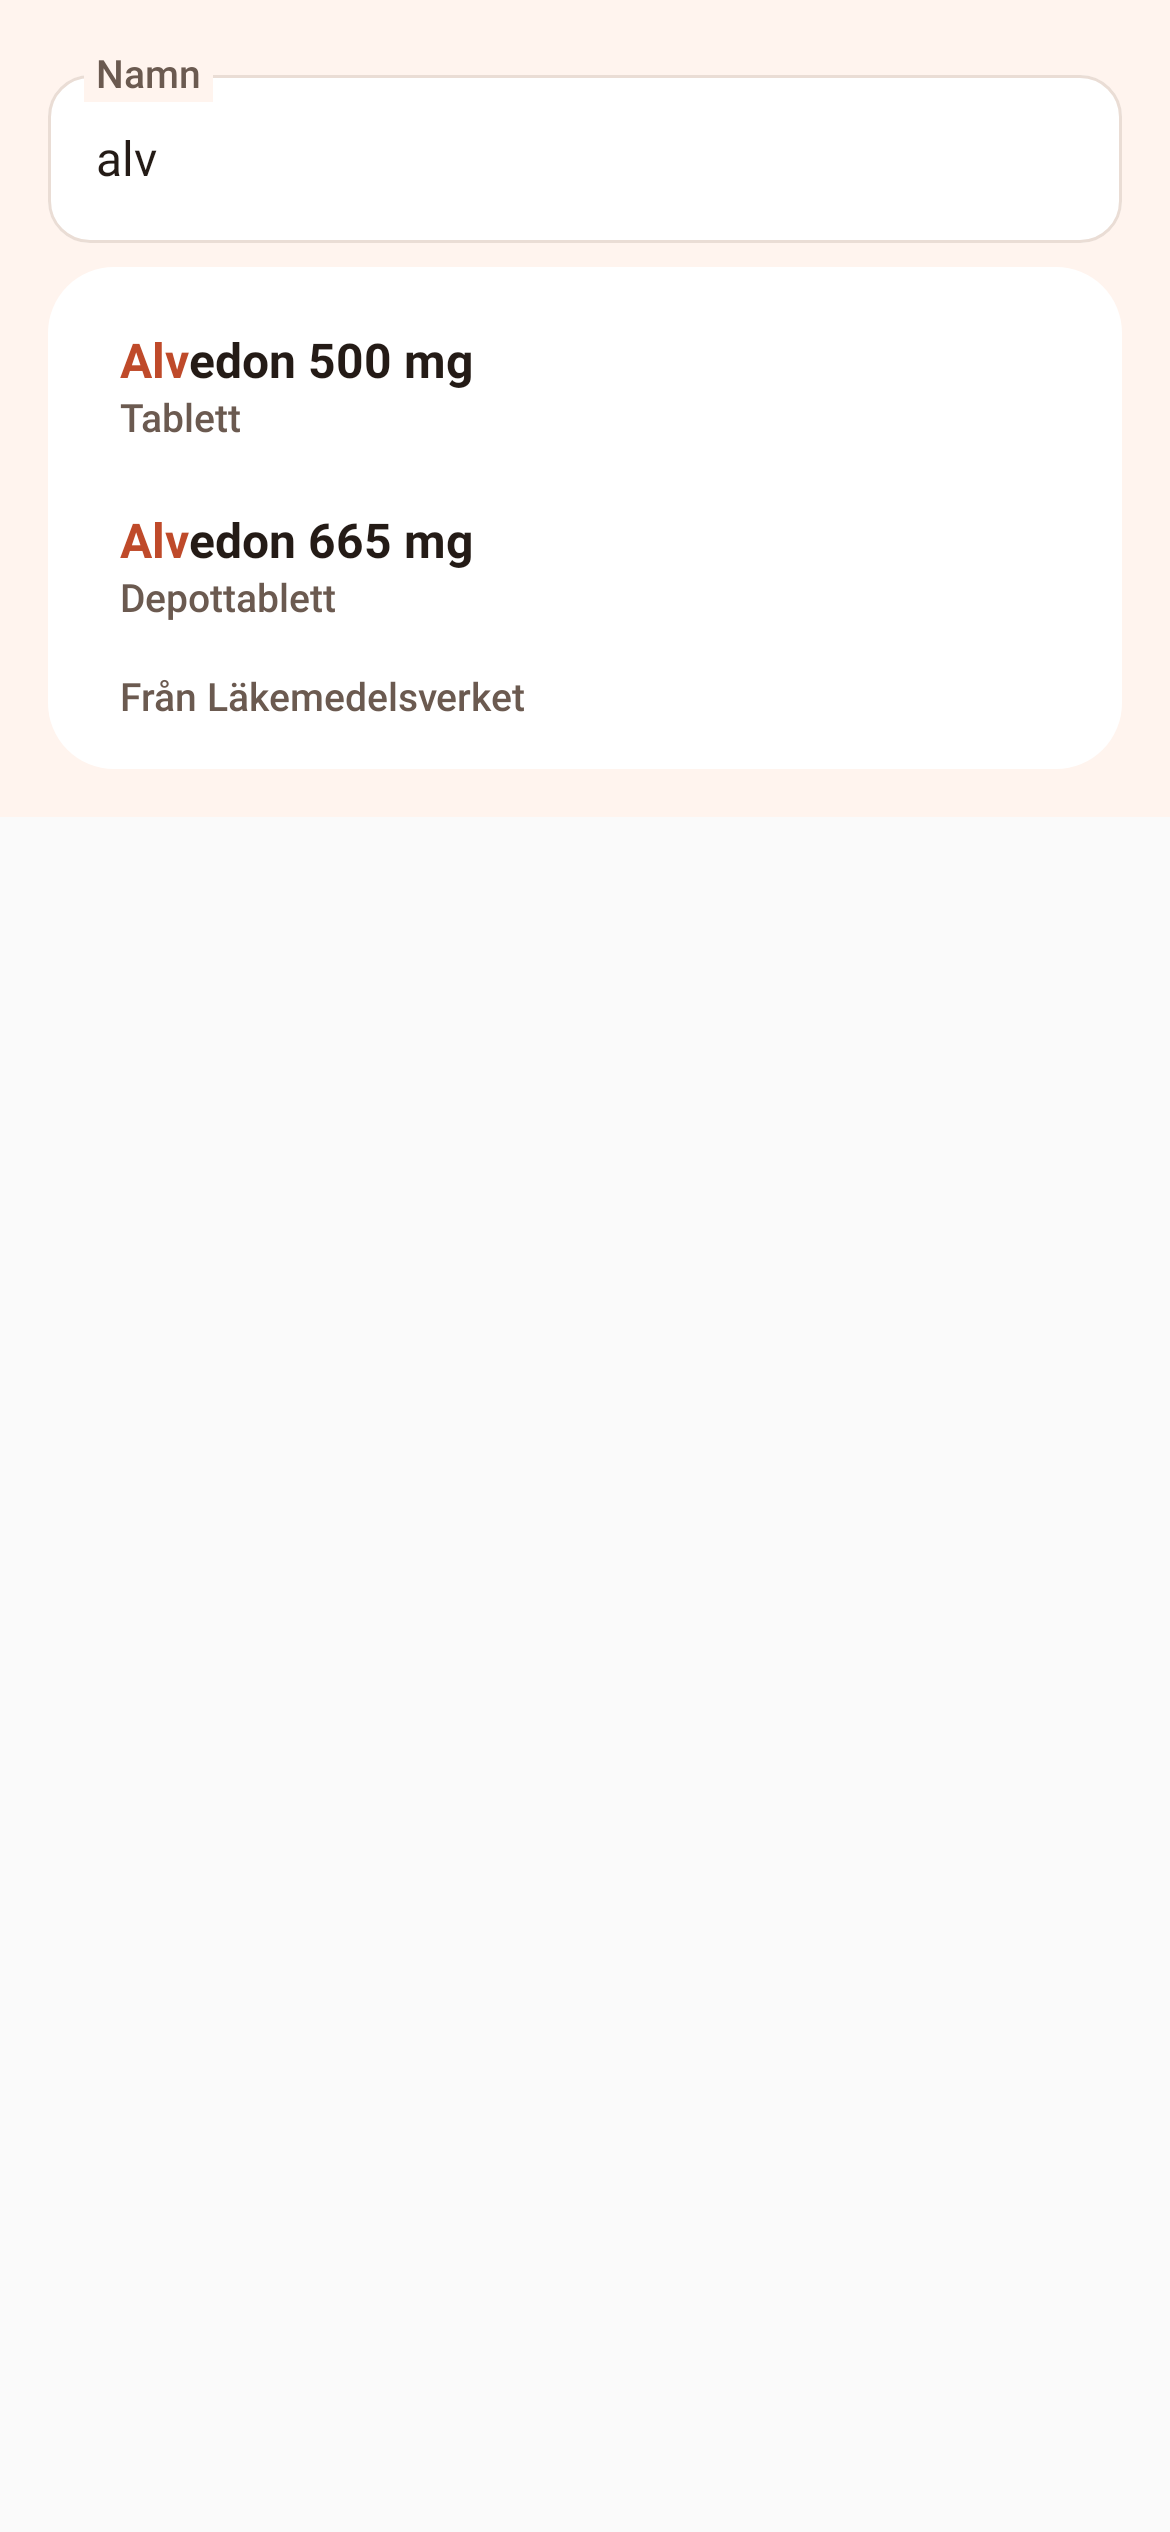 Namn
alv
Alvedon 500 mg
Tablett
Alvedon 665 mg
Depottablett
Från Läkemedelsverket